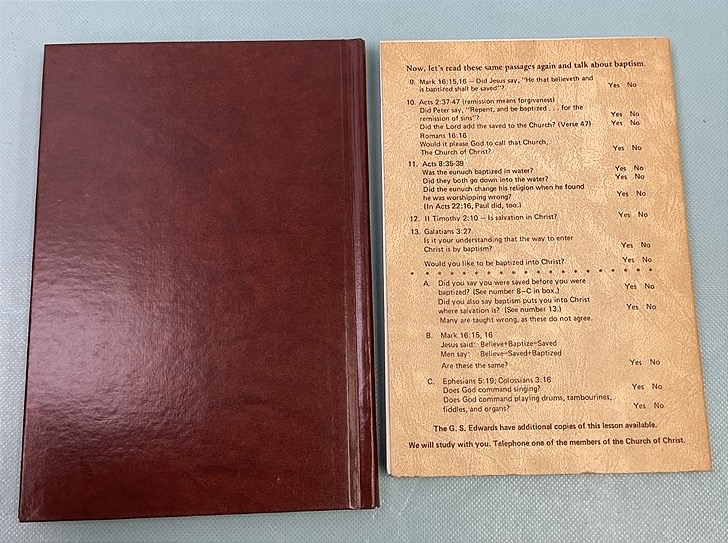 Now, let's read these same passages again and talk about baptism.
9. Mark 16:15,16 — Did Jesus say, "He that believeth and
is baptized shall be saved"? Yes No
10. Acts 2:37-47 (remission means forgiveness)
Did Peter say, "Repent, and be baptized . . . for the
remission of sins"? Yes No
Did the Lord add the saved to the Church? (Verse 47) Yes No
Romans 16:16
Would it please God to call that Church,
The Church of Christ? Yes No
11. Acts 8:35-39
Was the eunuch baptized in water? Yes No
Did they both go down into the water? Yes No
Did the eunuch change his religion when he found
he was worshipping wrong? Yes No
(In Acts 22:16, Paul did, too.)
12. II Timothy 2:10 — Is salvation in Christ? Yes No
13. Galatians 3:27
Is it your understanding that the way to enter
Christ is by baptism? Yes No
Would you like to be baptized into Christ? Yes No
A. Did you say you were saved before you were
baptized? (See number 8—C in box.) Yes No
Did you also say baptism puts you into Christ
where salvation is? (See number 13.) Yes No
Many are taught wrong, as these do not agree.
B. Mark 16:15, 16
Jesus said: Believe+Baptize=Saved
Men say: Believe=Saved+Baptized
Are these the same? Yes No
C. Ephesians 5:19; Colossians 3:16
Does God command singing? Yes No
Does God command playing drums, tambourines,
fiddles, and organs? Yes No
The G. S. Edwards have additional copies of this lesson available.
We will study with you. Telephone one of the members of the Church of Christ.